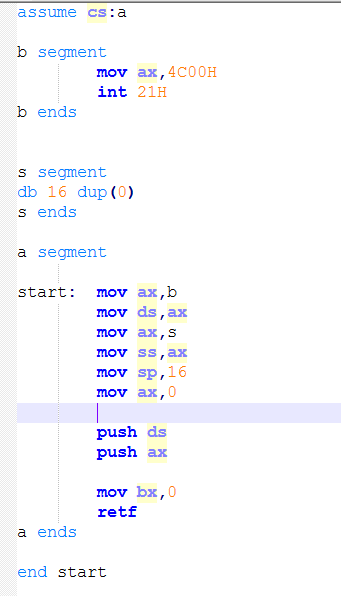 assume cs:a
b segment
mov ax,4C00H
int 21H
b ends
s segment
db 16 dup(0)
s ends
a segment
start: mov ax,b
mov ds,ax
mov ax,s
mov ss,ax
mov sp,16
mov ax,0
push ds
push ax
mov bx,0
retf
a ends
end start